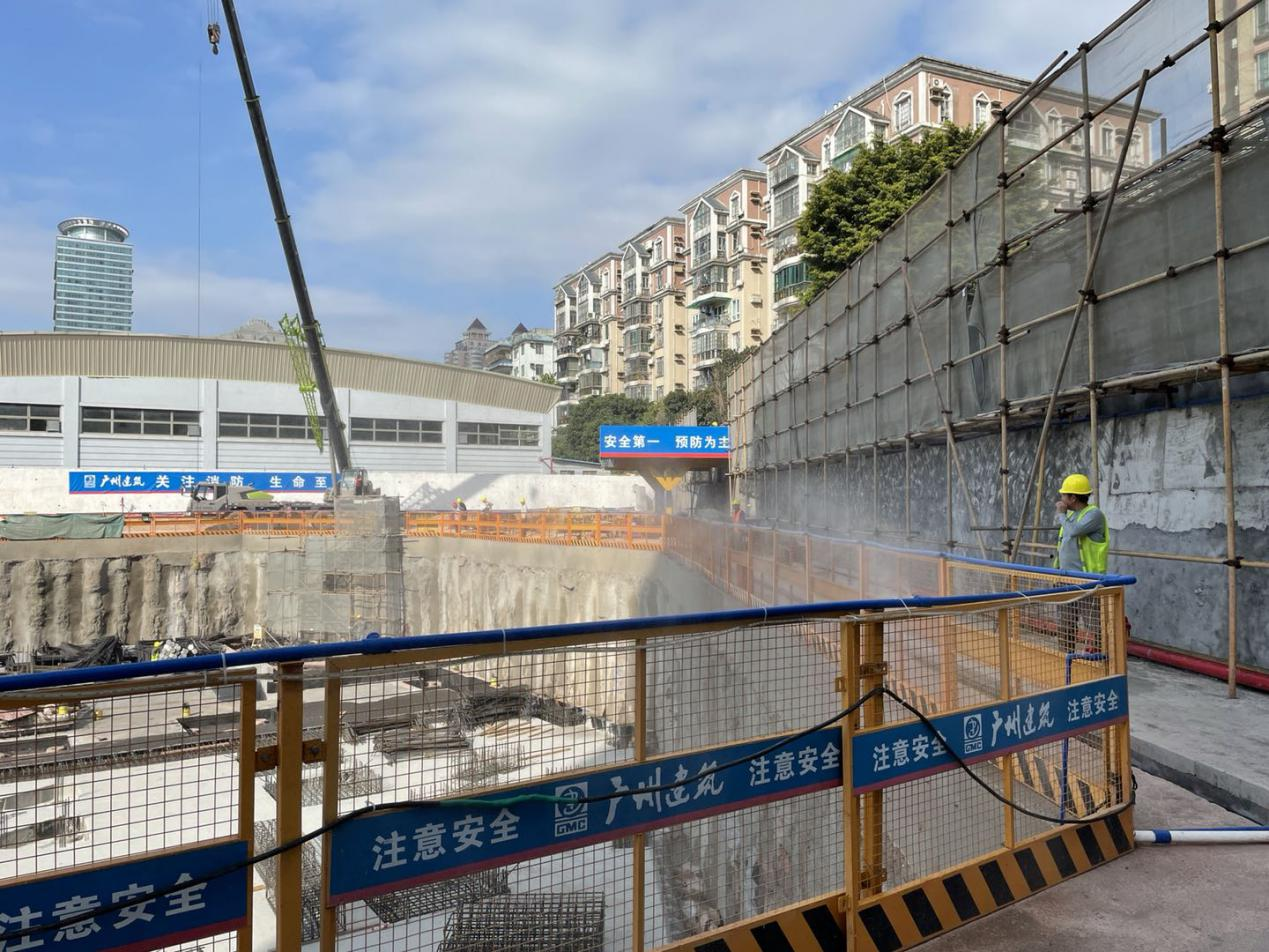 安全第一 预防为主
广州建筑 关注消防 生命至
注意安全 GMC 广州建筑 注意安全
注意安全 GMC 广州建筑 注意安全
注意安全